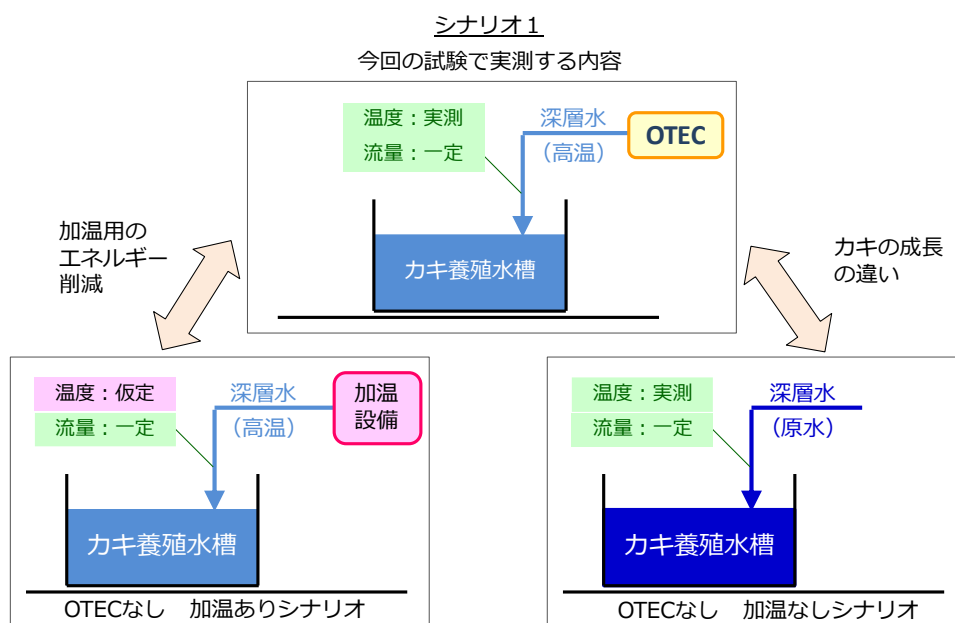 シナリオ１
今回の試験で実測する内容
温度：実測
流量：一定
深層水
（高温）
OTEC
カキ養殖水槽
加温用の
エネルギー
削減
カキの成長
の違い
温度：仮定
流量：一定
深層水
（高温）
加温
設備
カキ養殖水槽
OTECなし　加温ありシナリオ
温度：実測
流量：一定
深層水
（原水）
カキ養殖水槽
OTECなし　加温なしシナリオ